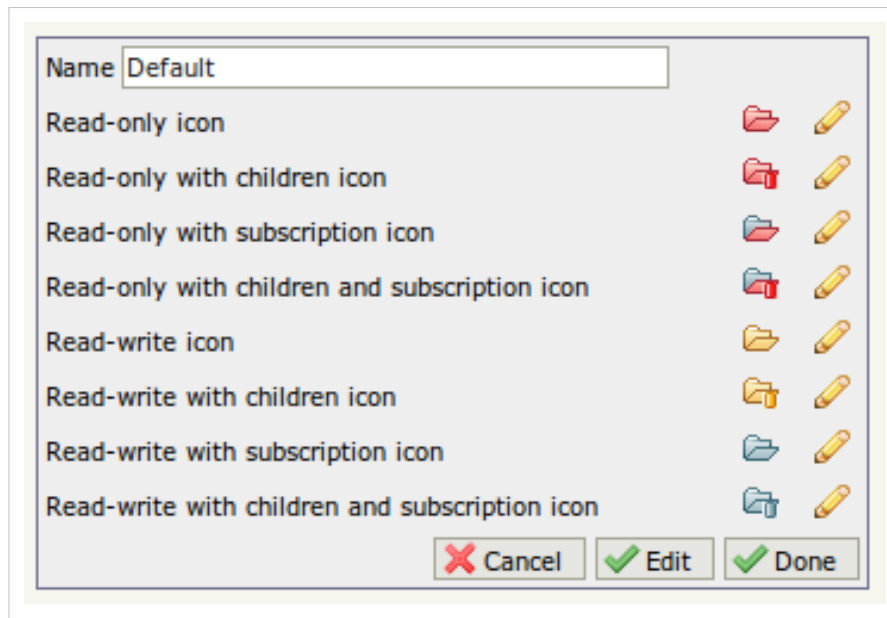 Name Default
Read-only icon
Read-only with children icon
Read-only with subscription icon
Read-only with children and subscription icon
Read-write icon
Read-write with children icon
Read-write with subscription icon
Read-write with children and subscription icon
Cancel Edit Done